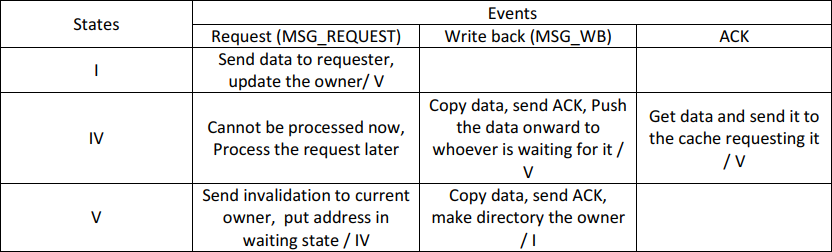 States
Events
Request (MSG_REQUEST)
Write back (MSG_WB)
ACK
I
Send data to requester,
update the owner/ V
IV
Cannot be processed now,
Process the request later
Copy data, send ACK, Push
the data onward to
whoever is waiting for it /
V
Get data and send it to
the cache requesting it
/ V
V
Send invalidation to current
owner,  put address in
waiting state / IV
Copy data, send ACK,
make directory the owner
/ I